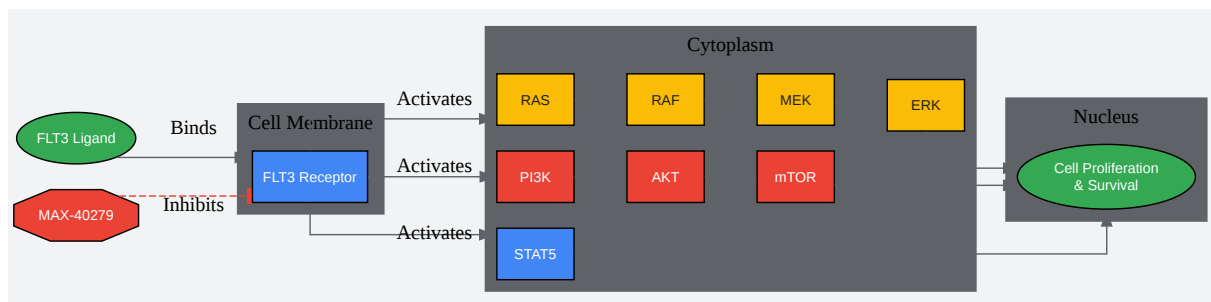 Cytoplasm
Activates
RAS
RAF
MEK
ERK
Nucleus
Cell Membrane
Binds
FLT3 Ligand
Activates
FLT3 Receptor
PI3K
AKT
mTOR
Cell Proliferation
& Survival
Inhibits
MAX-40279
Activates
STAT5